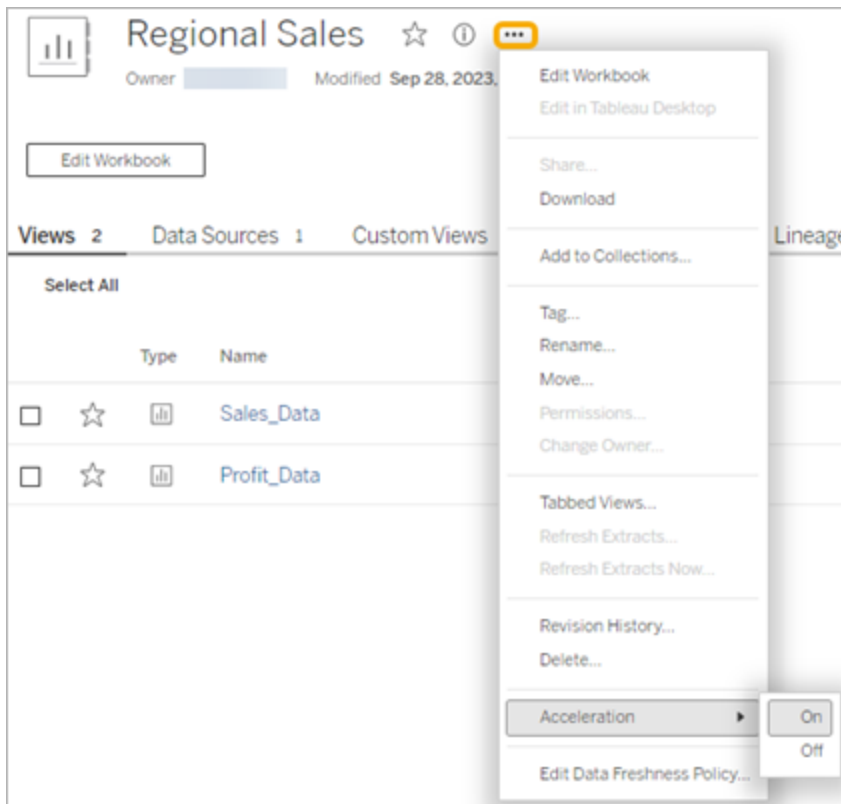 Regional Sales
Owner Modified Sep 28, 2023,
Edit Workbook
Views 2 Data Sources 1 Custom Views Lineage
Select All
Type Name
Sales_Data
Profit_Data
Edit Workbook
Edit in Tableau Desktop
Share...
Download
Add to Collections...
Tag...
Rename...
Move...
Permissions...
Change Owner...
Tabbed Views...
Refresh Extracts...
Refresh Extracts Now...
Revision History...
Delete...
Acceleration
On
Off
Edit Data Freshness Policy...